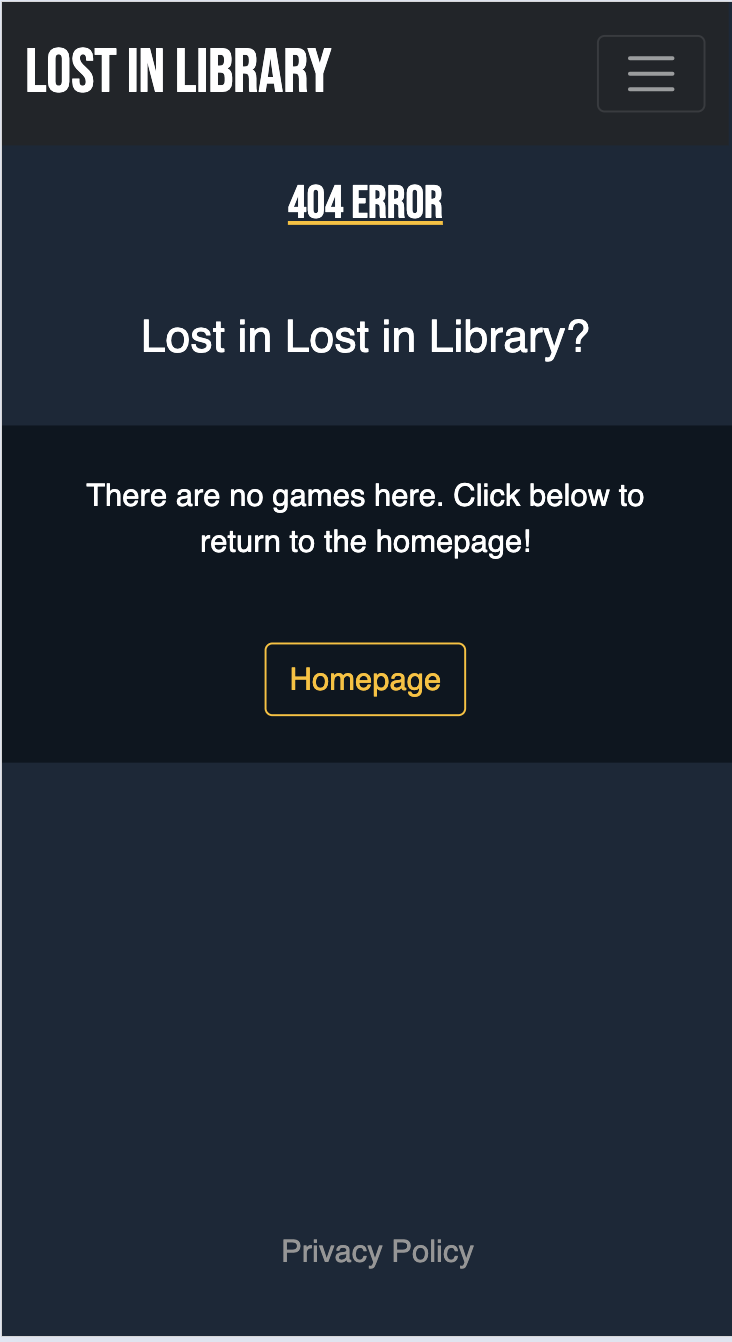 LOST IN LIBRARY
404 ERROR
Lost in Lost in Library?
There are no games here. Click below to
return to the homepage!
Homepage
Privacy Policy